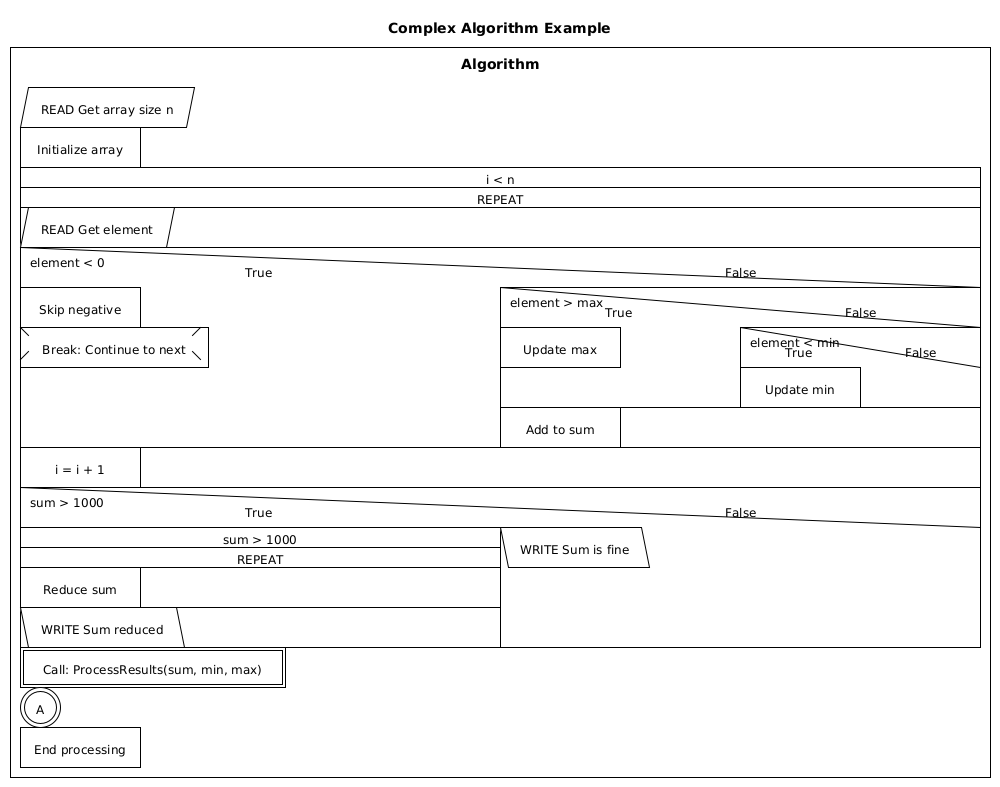 Complex Algorithm Example
Algorithm
READ Get array size n
Initialize array
i < n
REPEAT
READ Get element
element < 0
True
False
Skip negative
element > max
True
False
Break: Continue to next
Update max
element < min
True
False
Update min
Add to sum
i = i + 1
sum > 1000
True
False
sum > 1000
WRITE Sum is fine
REPEAT
Reduce sum
WRITE Sum reduced
Call: ProcessResults(sum, min, max)
A
End processing